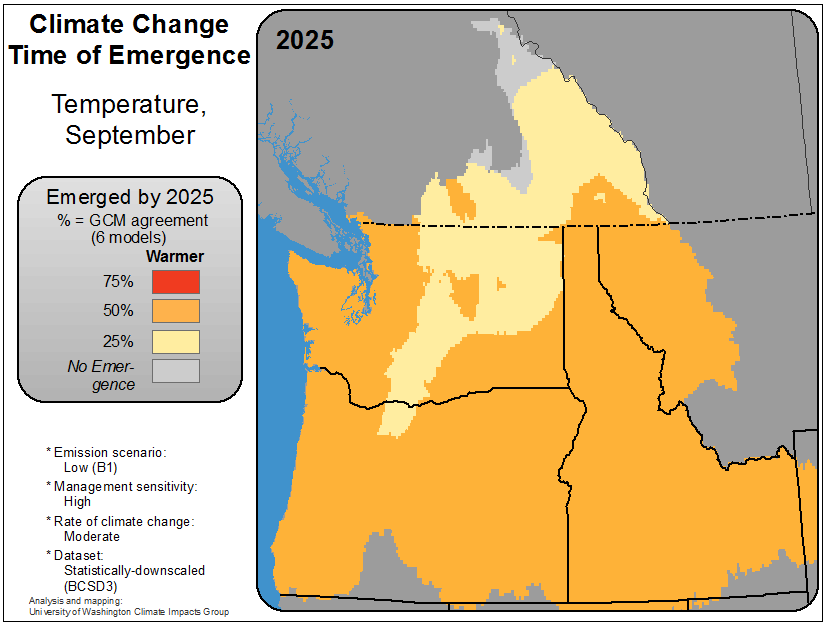 Climate Change
Time of Emergence
Temperature,
September
Emerged by 2025
% = GCM agreement
(6 models)
Warmer
75%
50%
25%
No Emer-
gence
* Emission scenario:
Low (B1)
* Management sensitivity:
High
* Rate of climate change:
Moderate
* Dataset:
Statistically-downscaled
(BCSD3)
Analysis and mapping:
University of Washington Climate Impacts Group
2025